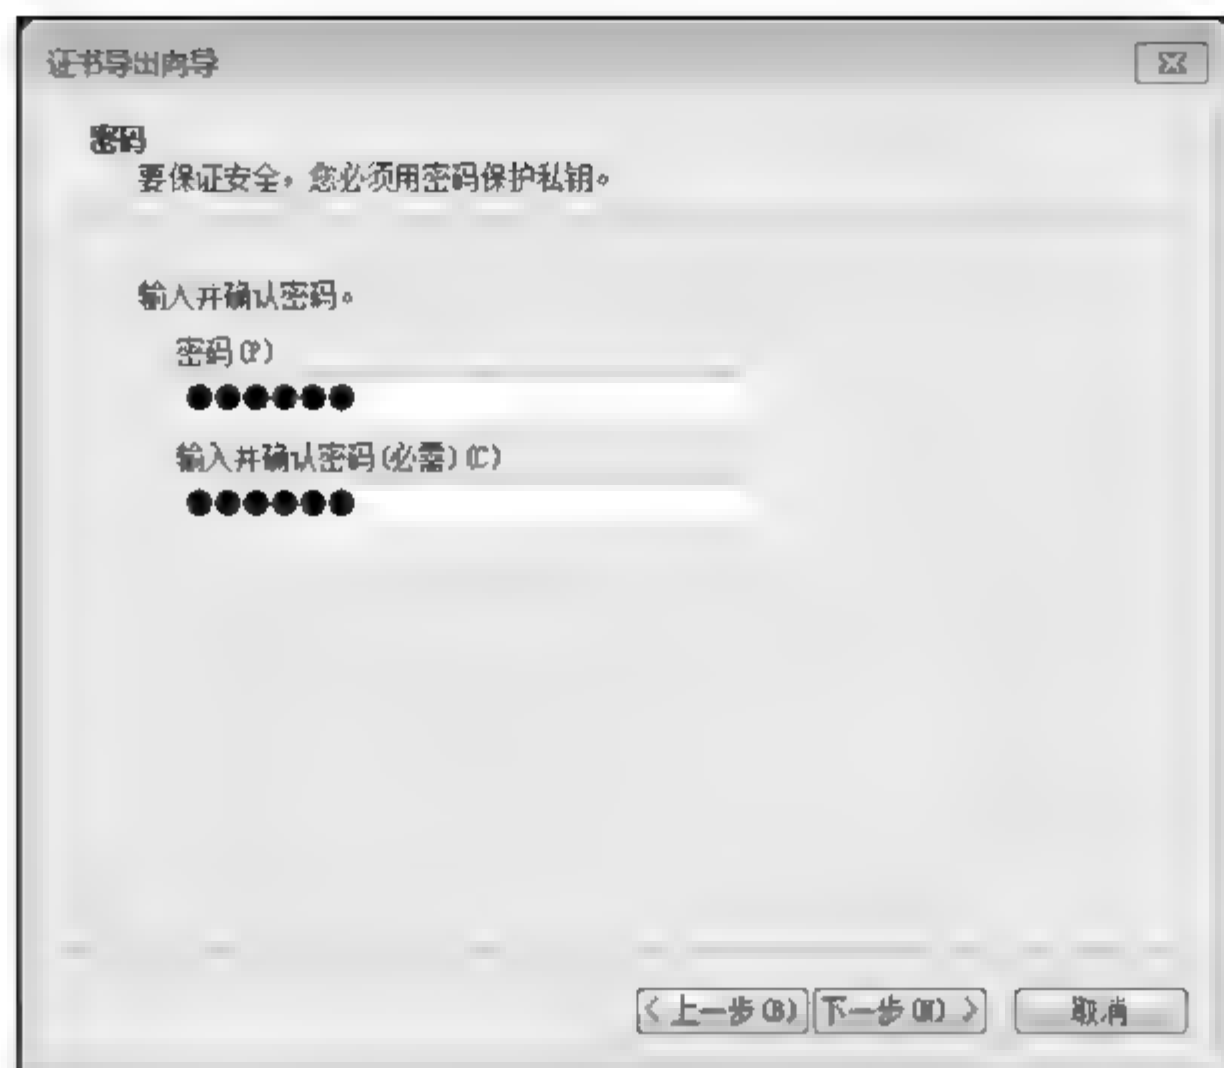 证书导出向导
密码
要保证安全，您必须用密码保护私钥。
输入并确认密码。
密码(P)
●●●●●●
输入并确认密码(必需)(C)
●●●●●●
< 上一步(B) 下一步(N) > 取消